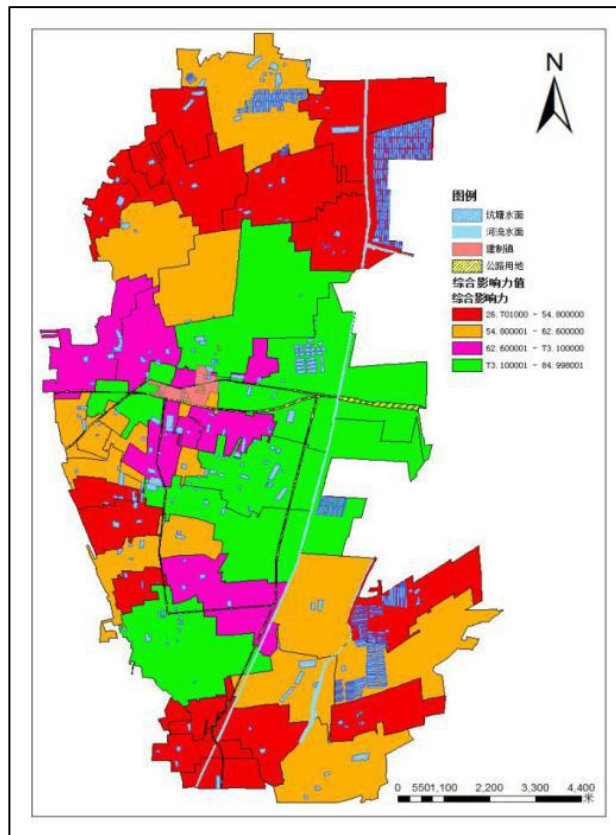 N
图例
坑塘水面
河流水面
建制镇
公路用地
综合影响力值
综合影响力
26.701000 - 54.800000
54.800001 - 62.600000
62.600001 - 73.100000
73.100001 - 84.998001
0 5501,100 2,200 3,300 4,400
米